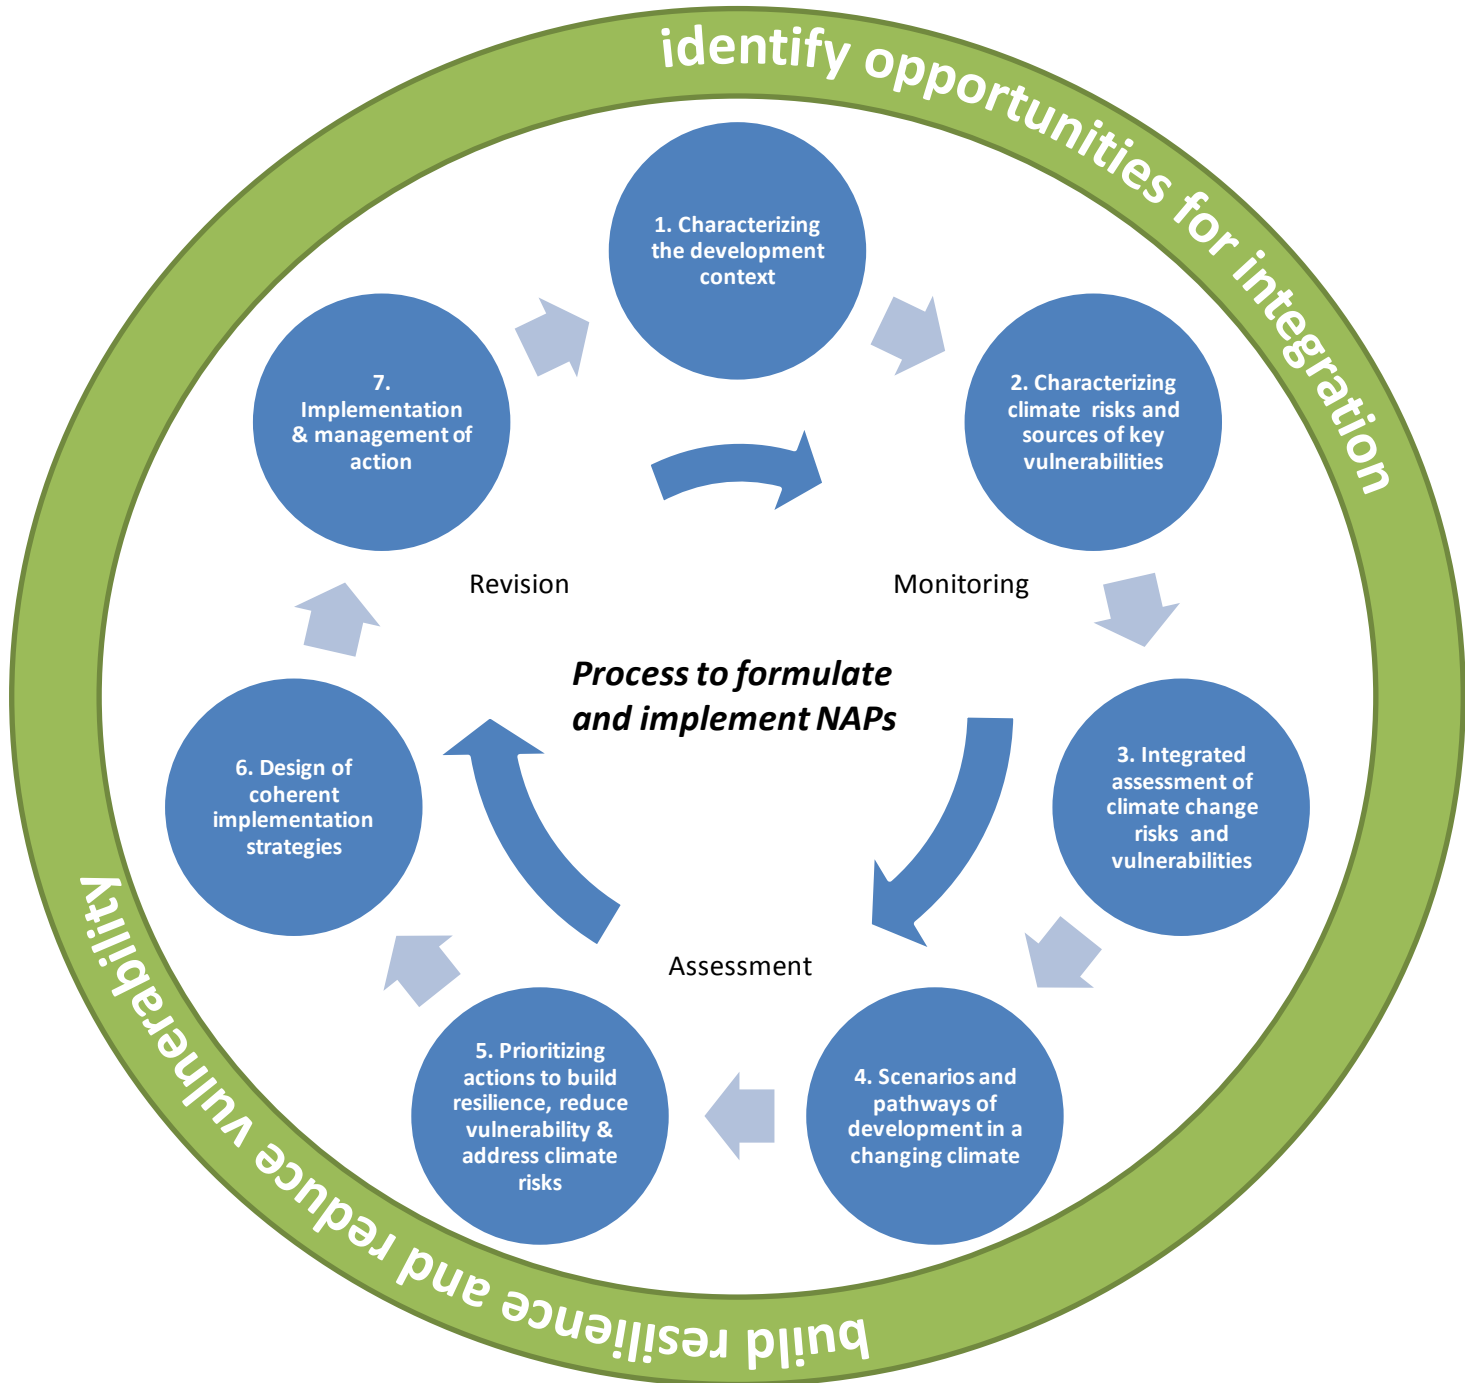 identify opportunities for integration
1. Characterizing
the development
context
2. Characterizing
climate risks and
sources of key
vulnerabilities
3. Integrated
assessment of
climate change
risks and
vulnerabilities
4. Scenarios and
pathways of
development in a
changing climate
5. Prioritizing
actions to build
resilience, reduce
vulnerability &
address climate
risks
6. Design of
coherent
implementation
strategies
7.
Implementation
& management of
action
Revision
Monitoring
Process to formulate
and implement NAPs
Assessment
build resilience and reduce vulnerability